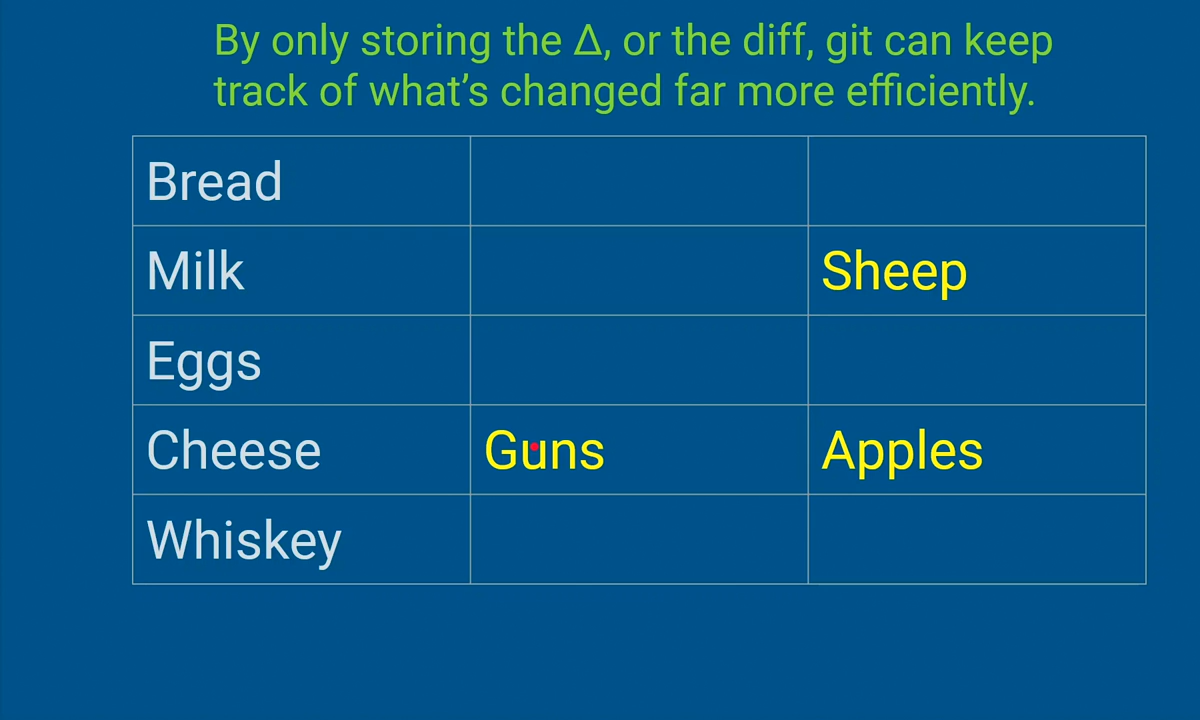 By only storing the Δ, or the diff, git can keep
track of what’s changed far more efficiently.
Bread
Milk Sheep
Eggs
Cheese Guns Apples
Whiskey